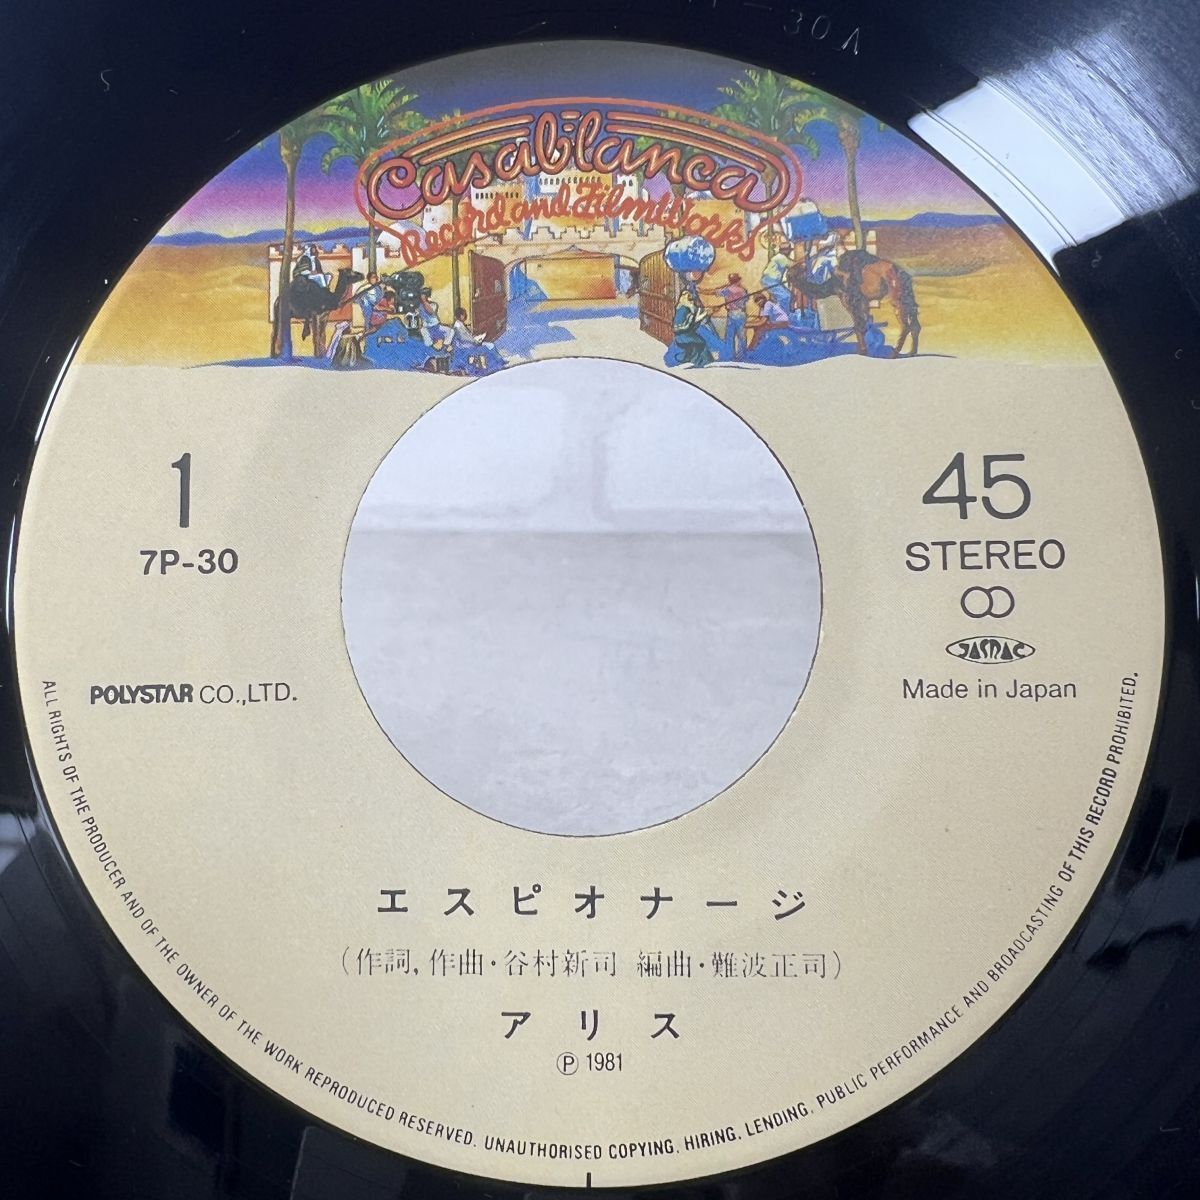 Casablanca
Record and FilmWorks
1
7P-30
45
STEREO
JASRAC
POLYSTAR CO.,LTD.
Made in Japan
エスピオナージ
(作詞,作曲・谷村新司 編曲・難波正司)
アリス
Ⓟ 1981
ALL RIGHTS OF THE PRODUCER AND OF THE OWNER OF THE WORK REPRODUCED RESERVED. UNAUTHORISED COPYING. HIRING. LENDING. PUBLIC PERFORMANCE AND BROADCASTING OF THIS RECORD PROHIBITED.